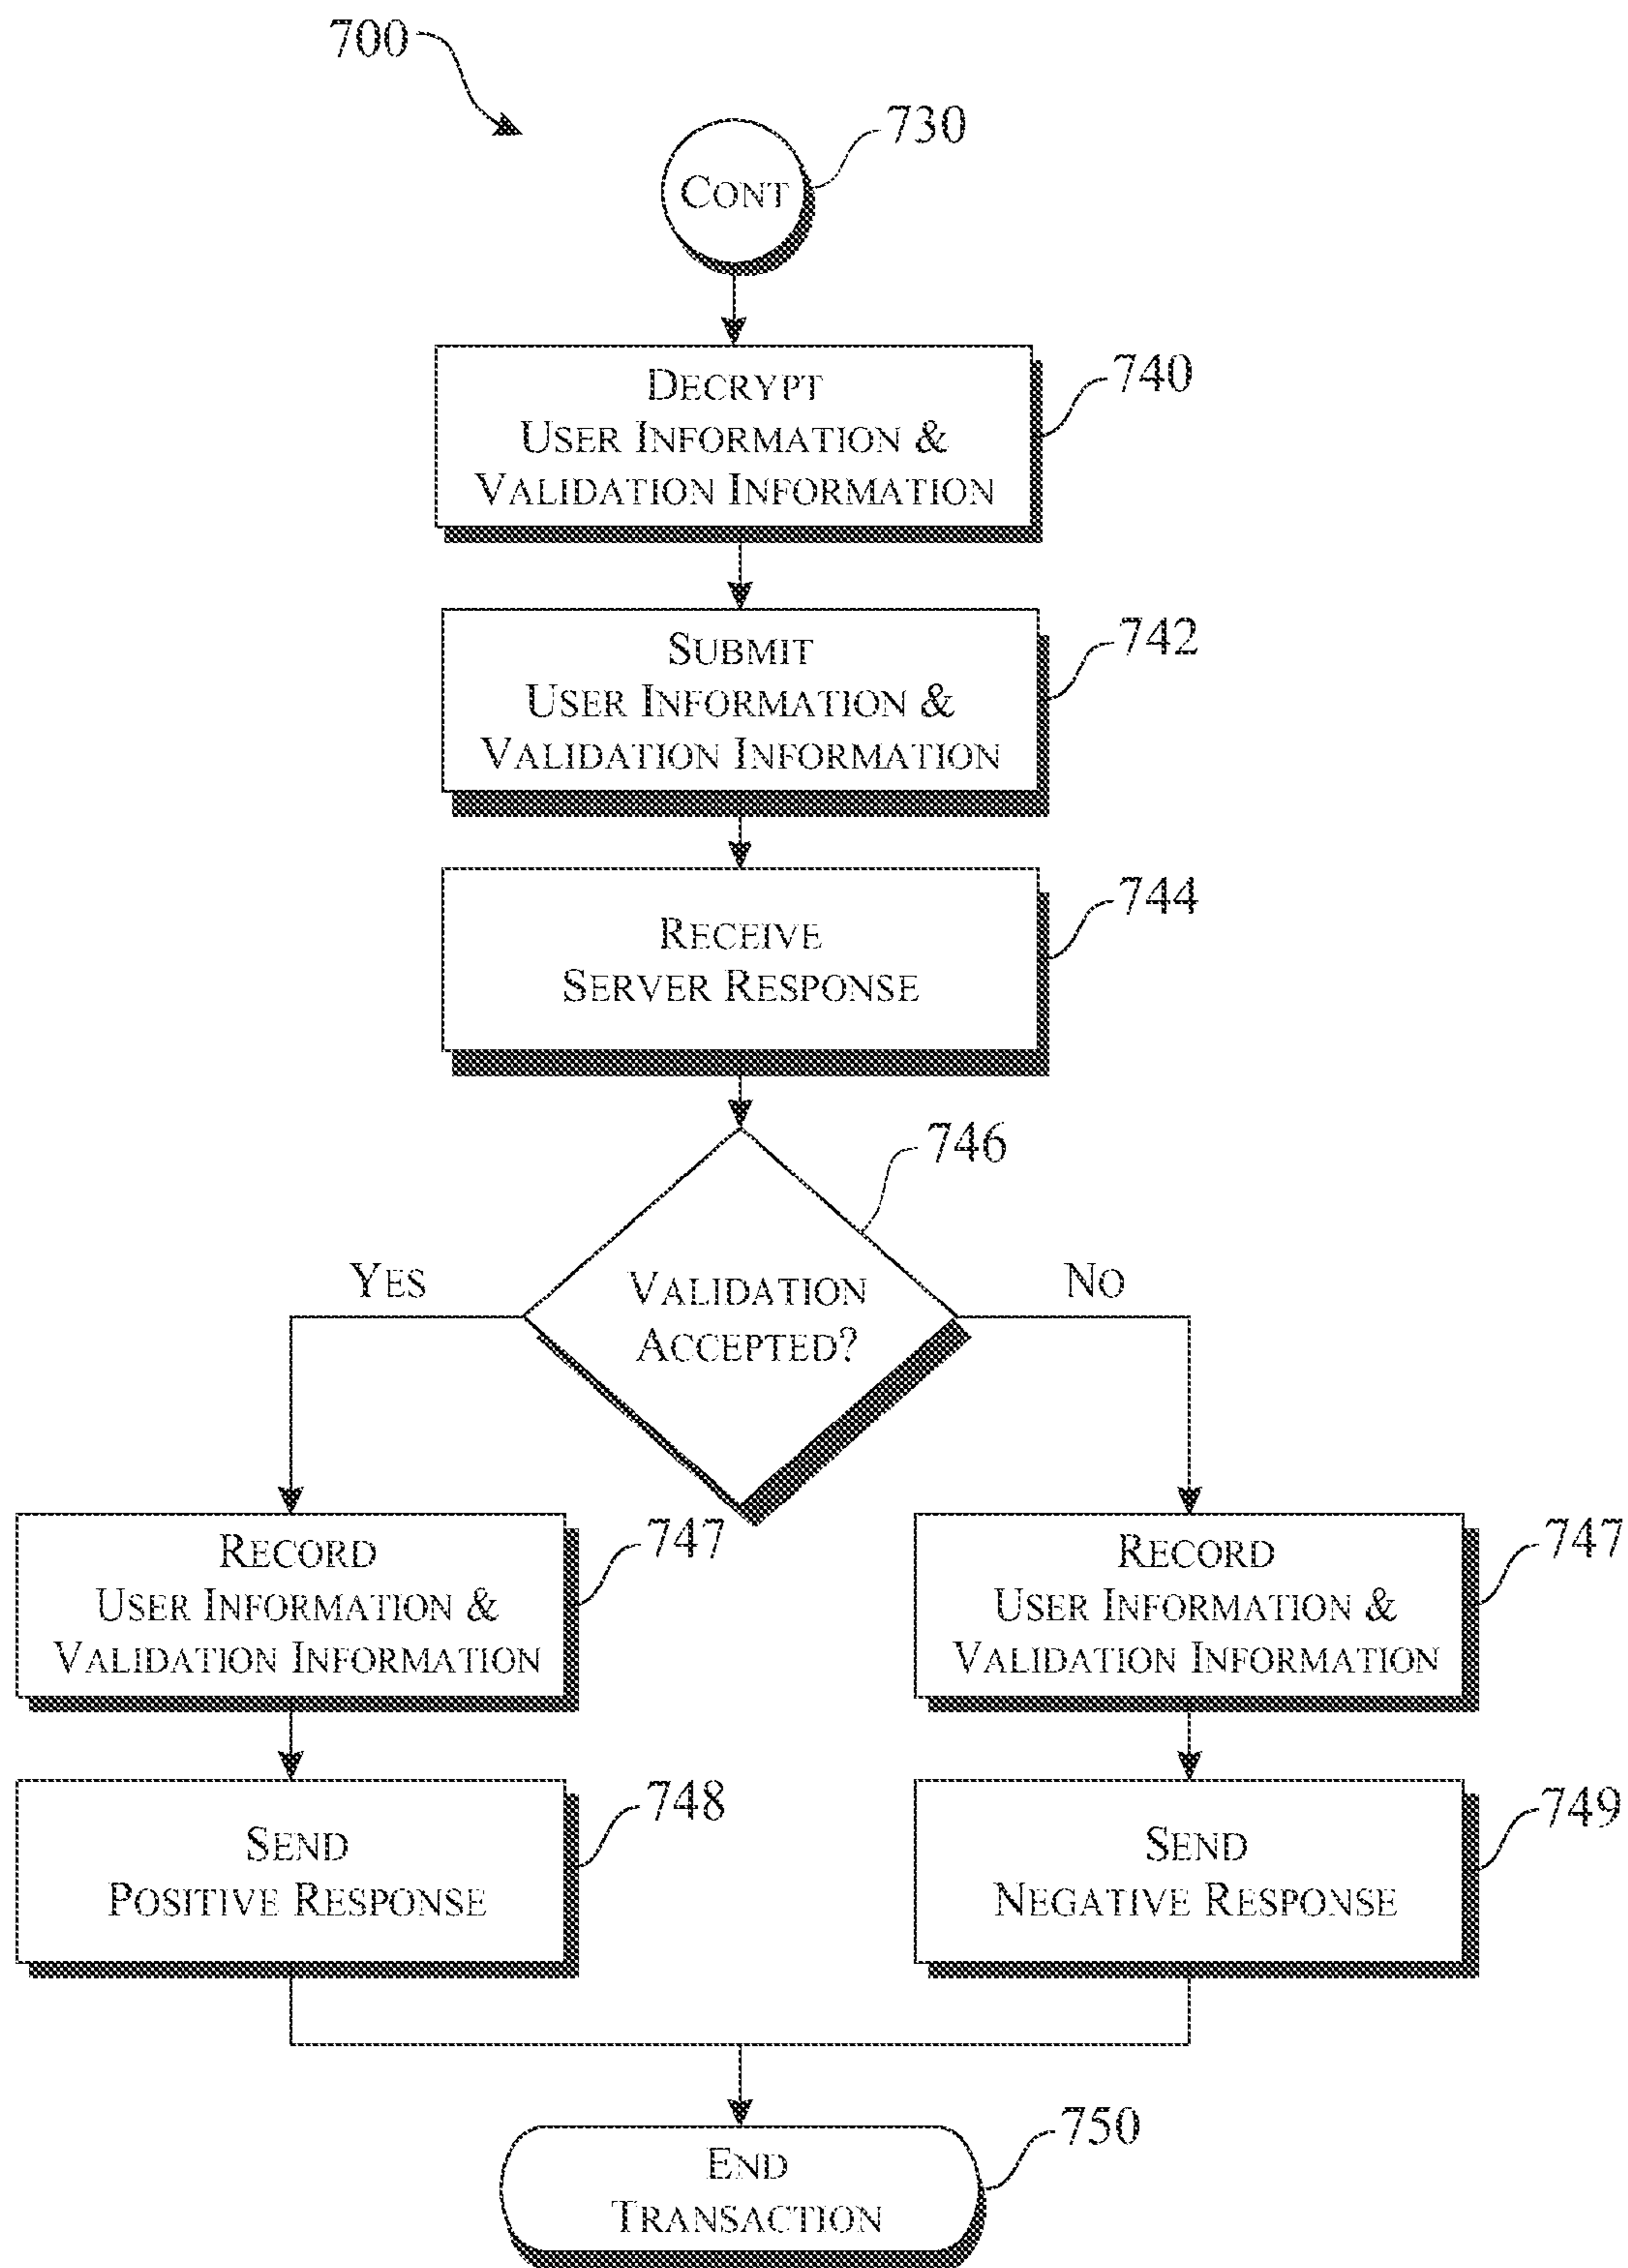 700
730
CONT
DECRYPT
USER INFORMATION &
VALIDATION INFORMATION
740
SUBMIT
USER INFORMATION &
VALIDATION INFORMATION
742
RECEIVE
SERVER RESPONSE
744
746
YES
VALIDATION
ACCEPTED?
NO
RECORD
USER INFORMATION &
VALIDATION INFORMATION
747
RECORD
USER INFORMATION &
VALIDATION INFORMATION
747
SEND
POSITIVE RESPONSE
748
SEND
NEGATIVE RESPONSE
749
END
TRANSACTION
750